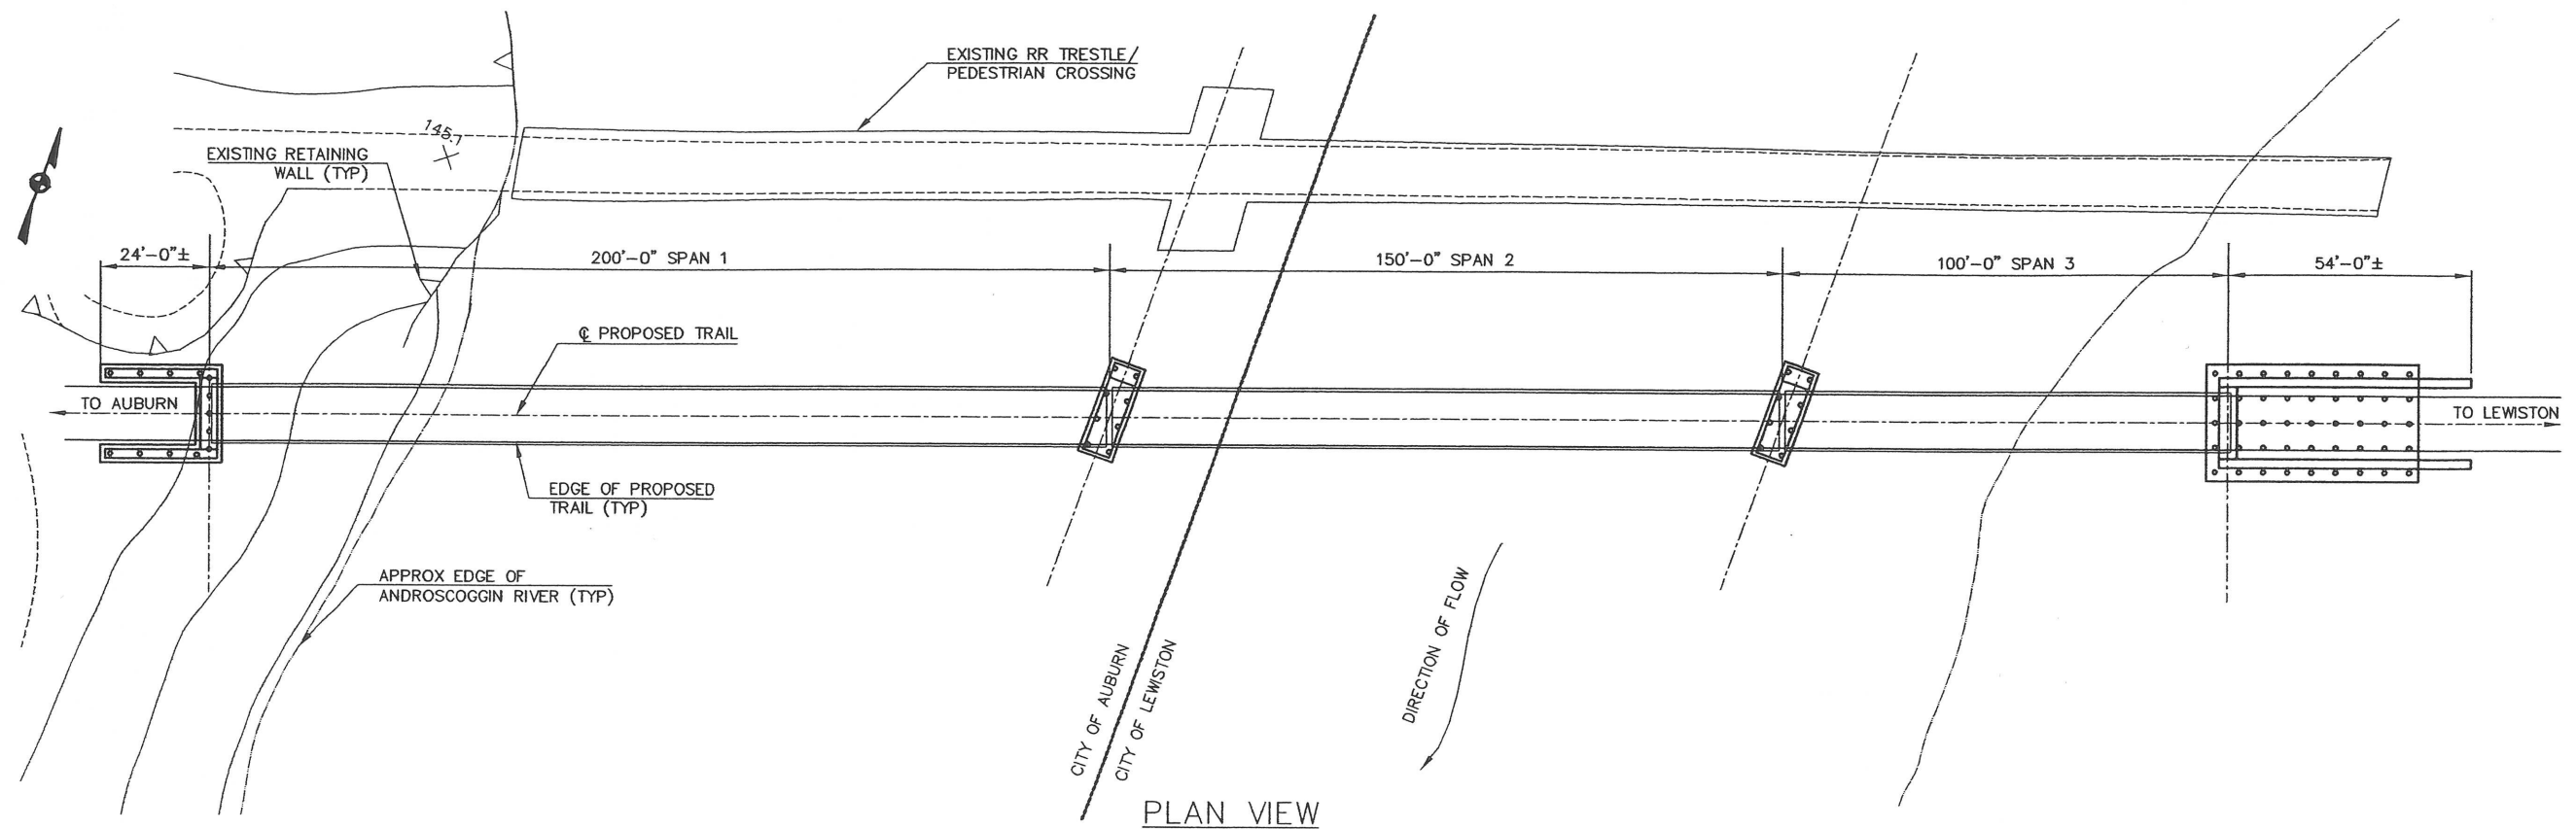 EXISTING RR TRESTLE/
PEDESTRIAN CROSSING
145.7
EXISTING RETAINING
WALL (TYP)
24'-0"±
200'-0" SPAN 1
150'-0" SPAN 2
100'-0" SPAN 3
54'-0"±
℄ PROPOSED TRAIL
TO AUBURN
TO LEWISTON
EDGE OF PROPOSED
TRAIL (TYP)
APPROX EDGE OF
ANDROSCOGGIN RIVER (TYP)
CITY OF AUBURN
CITY OF LEWISTON
DIRECTION OF FLOW
PLAN VIEW